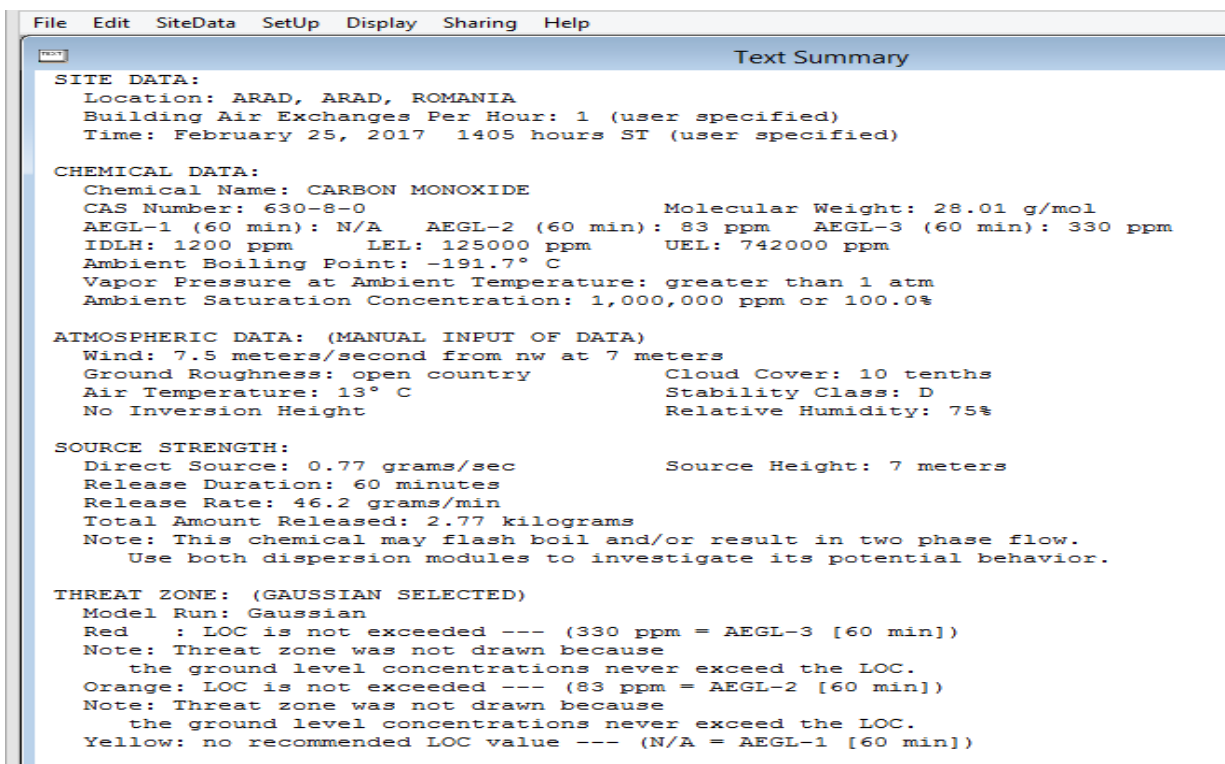 File Edit SiteData SetUp Display Sharing Help
TEXT
Text Summary
SITE DATA:
Location: ARAD, ARAD, ROMANIA
Building Air Exchanges Per Hour: 1 (user specified)
Time: February 25, 2017 1405 hours ST (user specified)
CHEMICAL DATA:
Chemical Name: CARBON MONOXIDE
CAS Number: 630-8-0 Molecular Weight: 28.01 g/mol
AEGL-1 (60 min): N/A AEGL-2 (60 min): 83 ppm AEGL-3 (60 min): 330 ppm
IDLH: 1200 ppm LEL: 125000 ppm UEL: 742000 ppm
Ambient Boiling Point: -191.7° C
Vapor Pressure at Ambient Temperature: greater than 1 atm
Ambient Saturation Concentration: 1,000,000 ppm or 100.0%
ATMOSPHERIC DATA: (MANUAL INPUT OF DATA)
Wind: 7.5 meters/second from nw at 7 meters
Ground Roughness: open country Cloud Cover: 10 tenths
Air Temperature: 13° C Stability Class: D
No Inversion Height Relative Humidity: 75%
SOURCE STRENGTH:
Direct Source: 0.77 grams/sec Source Height: 7 meters
Release Duration: 60 minutes
Release Rate: 46.2 grams/min
Total Amount Released: 2.77 kilograms
Note: This chemical may flash boil and/or result in two phase flow.
Use both dispersion modules to investigate its potential behavior.
THREAT ZONE: (GAUSSIAN SELECTED)
Model Run: Gaussian
Red : LOC is not exceeded --- (330 ppm = AEGL-3 [60 min])
Note: Threat zone was not drawn because
the ground level concentrations never exceed the LOC.
Orange: LOC is not exceeded --- (83 ppm = AEGL-2 [60 min])
Note: Threat zone was not drawn because
the ground level concentrations never exceed the LOC.
Yellow: no recommended LOC value --- (N/A = AEGL-1 [60 min])